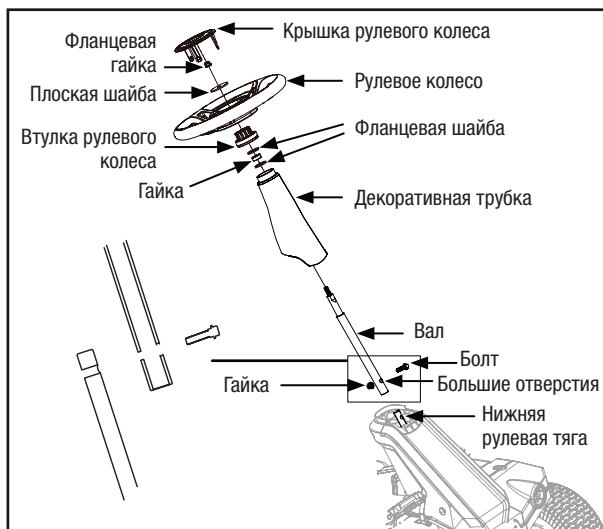 Крышка рулевого колеса
Фланцевая
гайка
Рулевое колесо
Плоская шайба
Фланцевая шайба
Втулка рулевого
колеса
Гайка
Декоративная трубка
Вал
Болт
Гайка
Большие отверстия
Нижняя
рулевая тяга